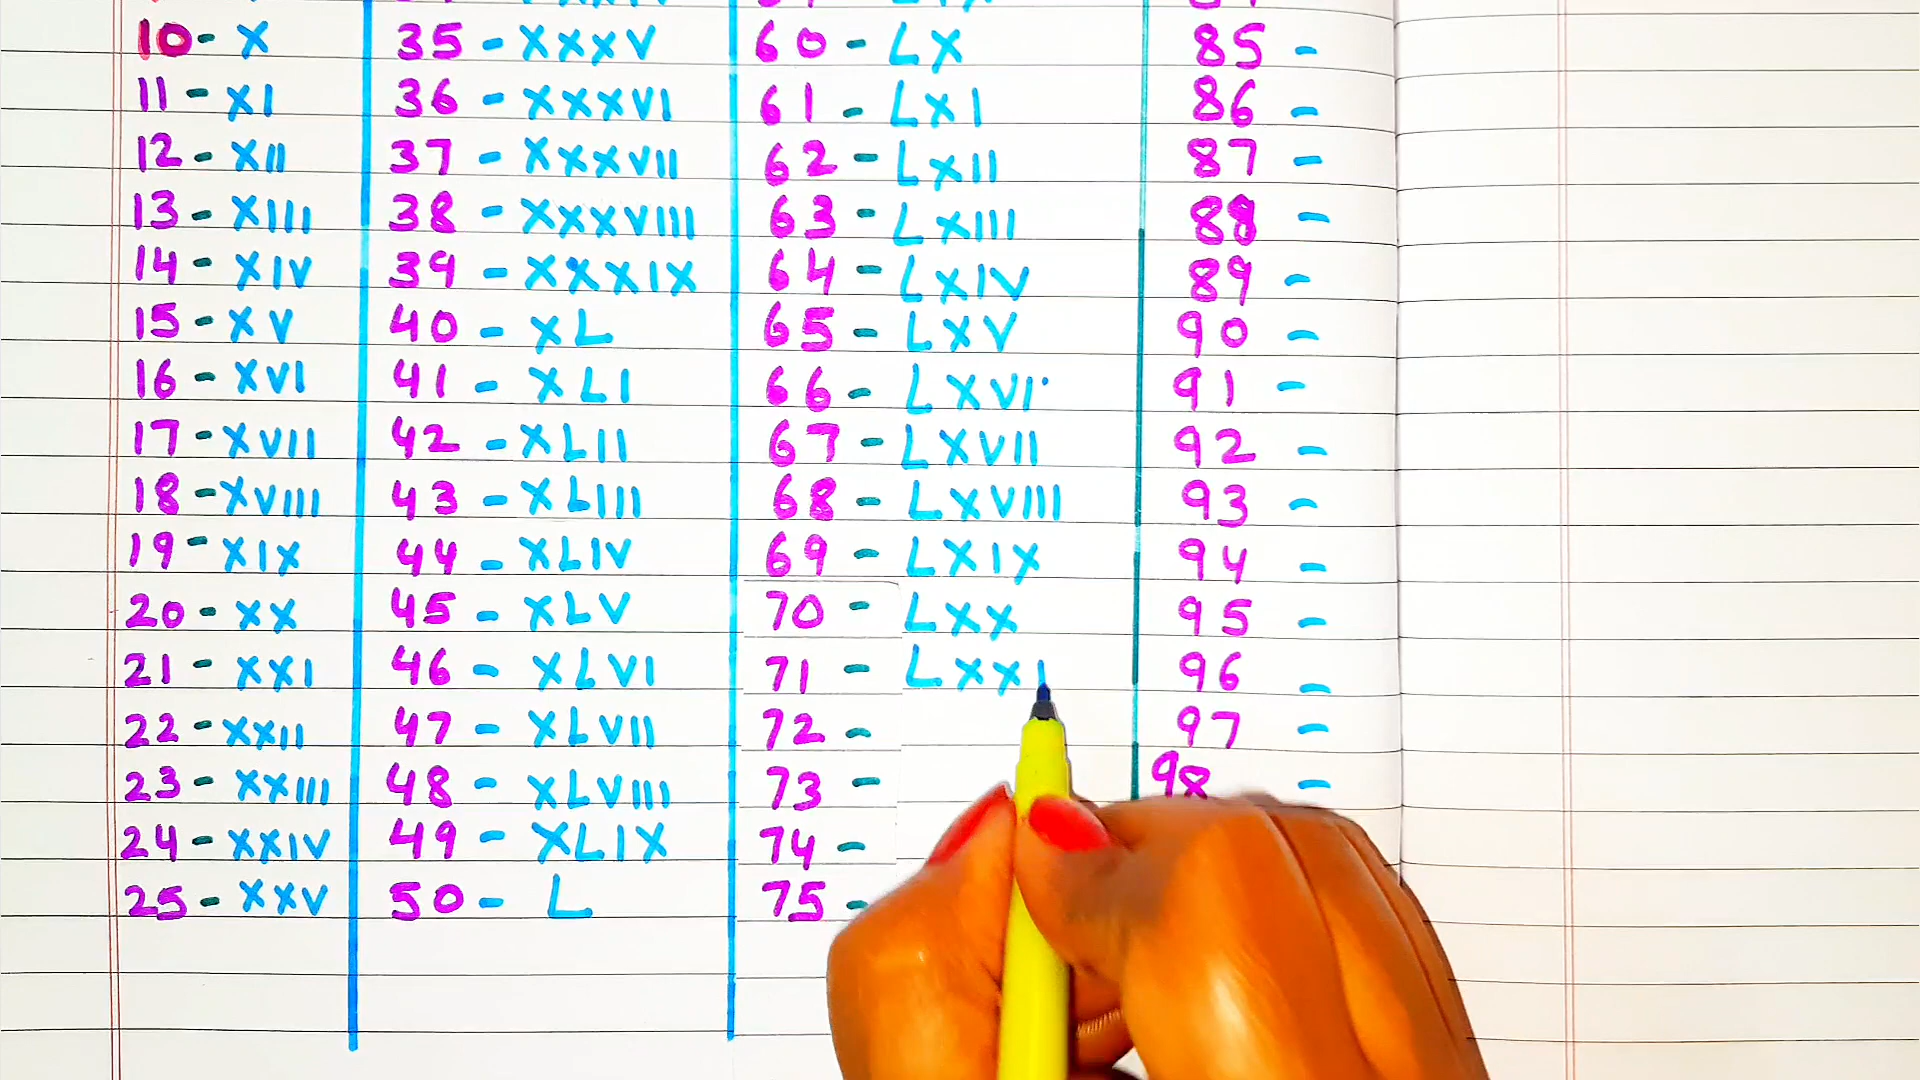 10 - X
11 - XI
12 - XII
13 - XIII
14 - XIV
15 - XV
16 - XVI
17 - XVII
18 - XVIII
19 - XIX
20 - XX
21 - XXI
22 - XXII
23 - XXIII
24 - XXIV
25 - XXV
35 - XXXV
36 - XXXVI
37 - XXXVII
38 - XXXVIII
39 - XXXIX
40 - XL
41 - XLI
42 - XLII
43 - XLIII
44 - XLIV
45 - XLV
46 - XLVI
47 - XLVII
48 - XLVIII
49 - XLIX
50 - L
60 - LX
61 - LXI
62 - LXII
63 - LXIII
64 - LXIV
65 - LXV
66 - LXVI
67 - LXVII
68 - LXVIII
69 - LXIX
70 - LXX
71 - LXXI
72 -
73 -
74 -
75 -
85 -
86 -
87 -
88 -
89 -
90 -
91 -
92 -
93 -
94 -
95 -
96 -
97 -
98 -